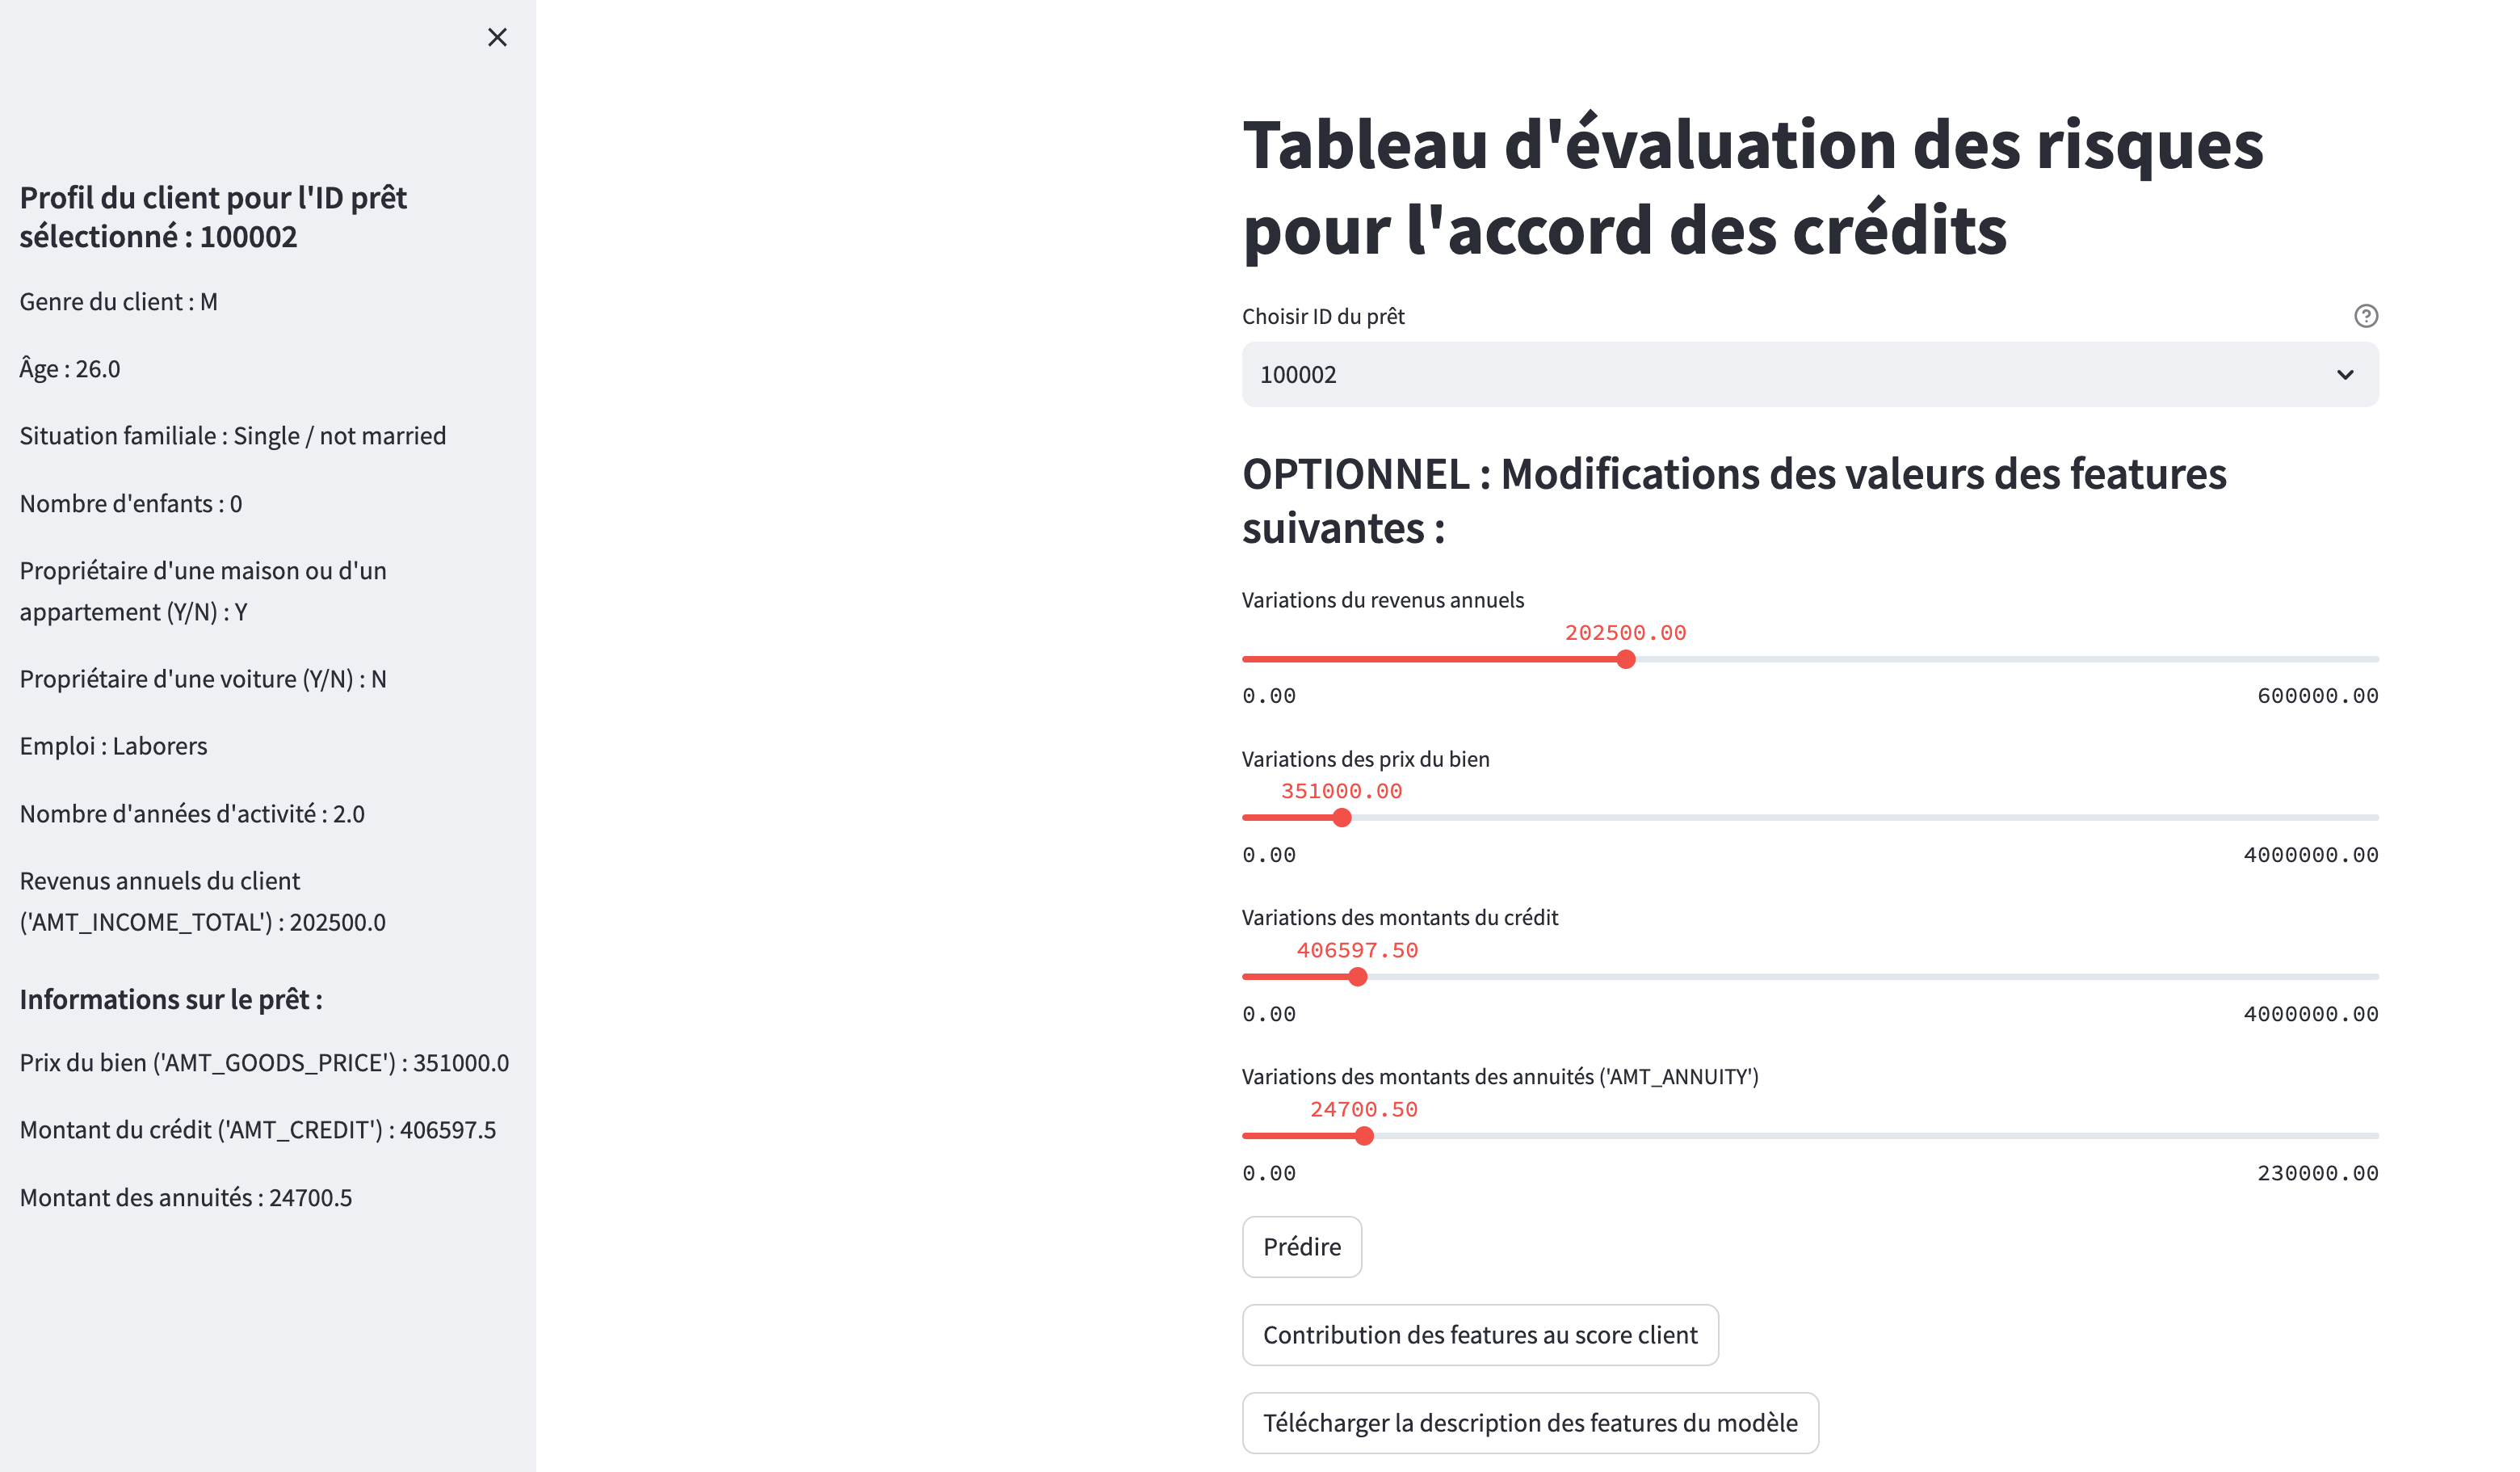 Profil du client pour l'ID prêt
sélectionné : 100002
Genre du client : M
Âge : 26.0
Situation familiale : Single / not married
Nombre d'enfants : 0
Propriétaire d'une maison ou d'un
appartement (Y/N) : Y
Propriétaire d'une voiture (Y/N) : N
Emploi : Laborers
Nombre d'années d'activité : 2.0
Revenus annuels du client
('AMT_INCOME_TOTAL') : 202500.0
Informations sur le prêt :
Prix du bien ('AMT_GOODS_PRICE') : 351000.0
Montant du crédit ('AMT_CREDIT') : 406597.5
Montant des annuités : 24700.5
Tableau d'évaluation des risques
pour l'accord des crédits
Choisir ID du prêt
100002
OPTIONNEL : Modifications des valeurs des features
suivantes :
Variations du revenus annuels
202500.00
0.00 600000.00
Variations des prix du bien
351000.00
0.00 4000000.00
Variations des montants du crédit
406597.50
0.00 4000000.00
Variations des montants des annuités ('AMT_ANNUITY')
24700.50
0.00 230000.00
Prédire
Contribution des features au score client
Télécharger la description des features du modèle